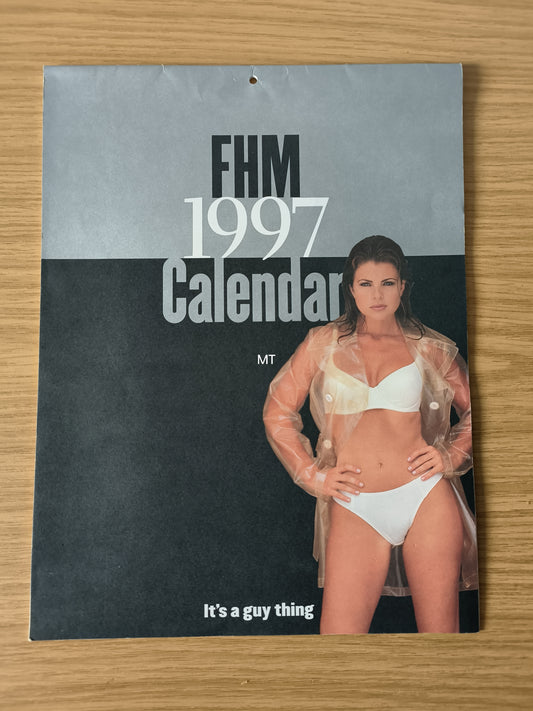 FHM
1997
Calendar
MT
It's a guy thing